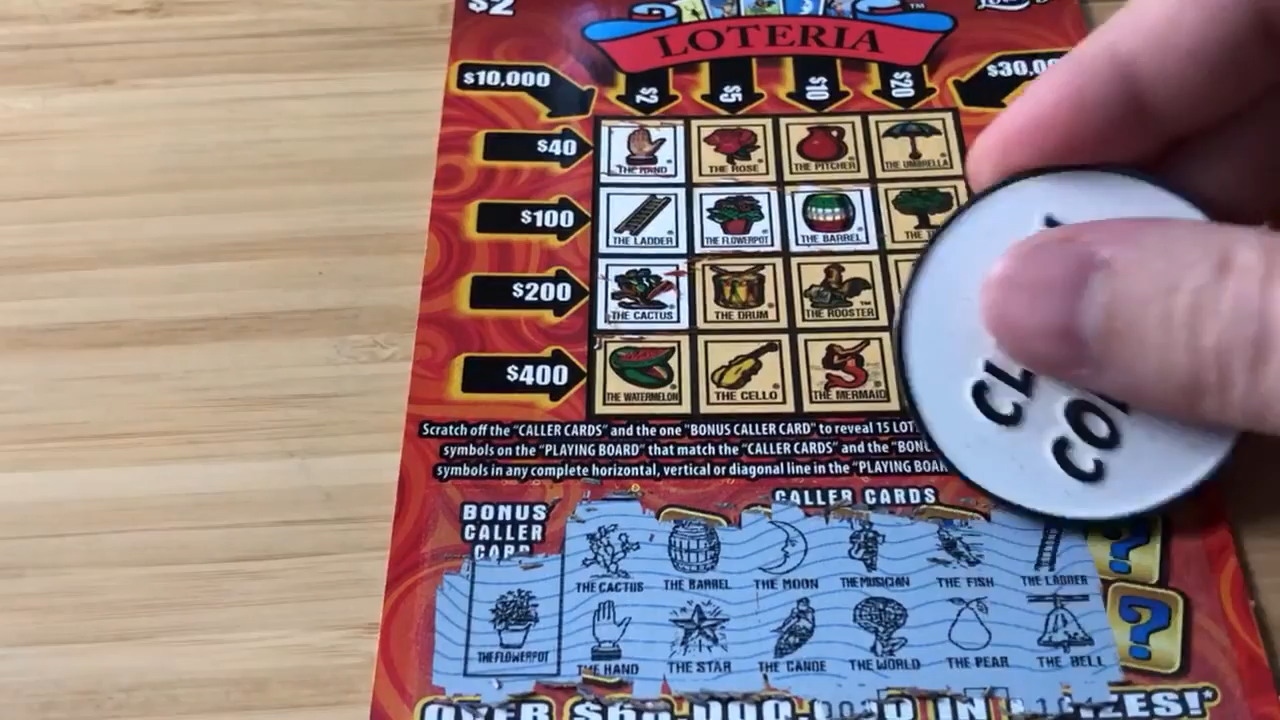 $2
LOTERIA™
$10,000 $2 $5 $10 $20
$40 THE HAND THE ROSE THE PITCHER THE UMBRELLA
$100 THE LADDER THE FLOWERPOT THE BARREL THE
$200 THE CACTUS THE DRUM THE ROOSTER
$400 THE WATERMELON THE CELLO THE MERMAID
Scratch off the "CALLER CARDS" and the one "BONUS CALLER CARD" to reveal 15
symbols on the "PLAYING BOARD" that match the "CALLER CARDS" and the
symbols in any complete horizontal, vertical or diagonal line in the "PLAYING
CALLER CARDS
BONUS
CALLER
CARD
THE CACTUS THE BARREL THE MOON THE MUSICIAN THE FISH THE LADDER
?
THE FLOWERPOT THE HAND THE STAR THE CANOE THE WORLD THE PEAR THE BELL
?
OVER IN